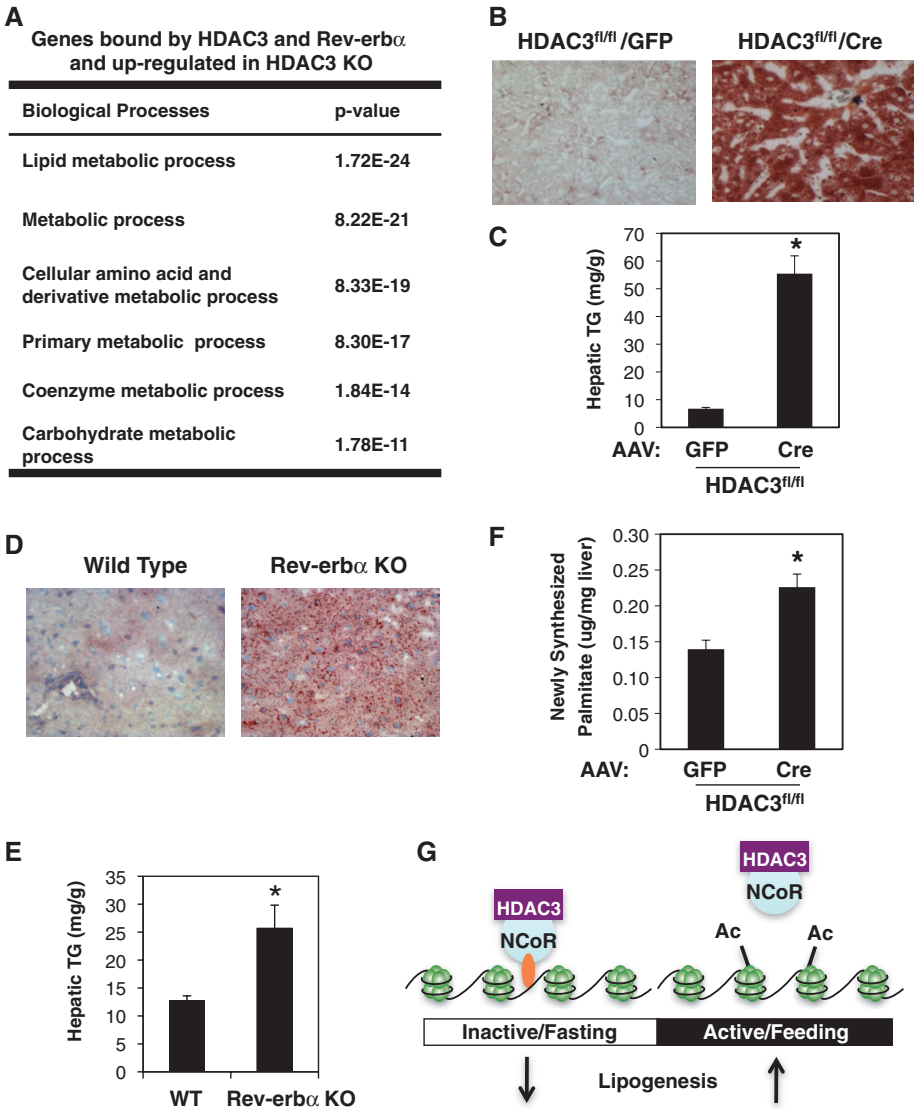 A
Genes bound by HDAC3 and Rev-erbα
and up-regulated in HDAC3 KO
Biological Processes p-value
Lipid metabolic process 1.72E-24
Metabolic process 8.22E-21
Cellular amino acid and
derivative metabolic process 8.33E-19
Primary metabolic process 8.30E-17
Coenzyme metabolic process 1.84E-14
Carbohydrate metabolic
process 1.78E-11
B
HDAC3fl/fl/GFP HDAC3fl/fl/Cre
C
Hepatic TG (mg/g)
70
60
50
40
30
20
10
0
*
AAV: GFP Cre
HDAC3fl/fl
D
Wild Type Rev-erbα KO
F
Newly Synthesized
Palmitate (ug/mg liver)
0.30
0.25
0.20
0.15
0.10
0.05
0
*
AAV: GFP Cre
HDAC3fl/fl
E
Hepatic TG (mg/g)
35
30
25
20
15
10
5
0
*
WT Rev-erbα KO
G
HDAC3
NCoR
HDAC3
NCoR
Ac Ac
Inactive/Fasting Active/Feeding
Lipogenesis